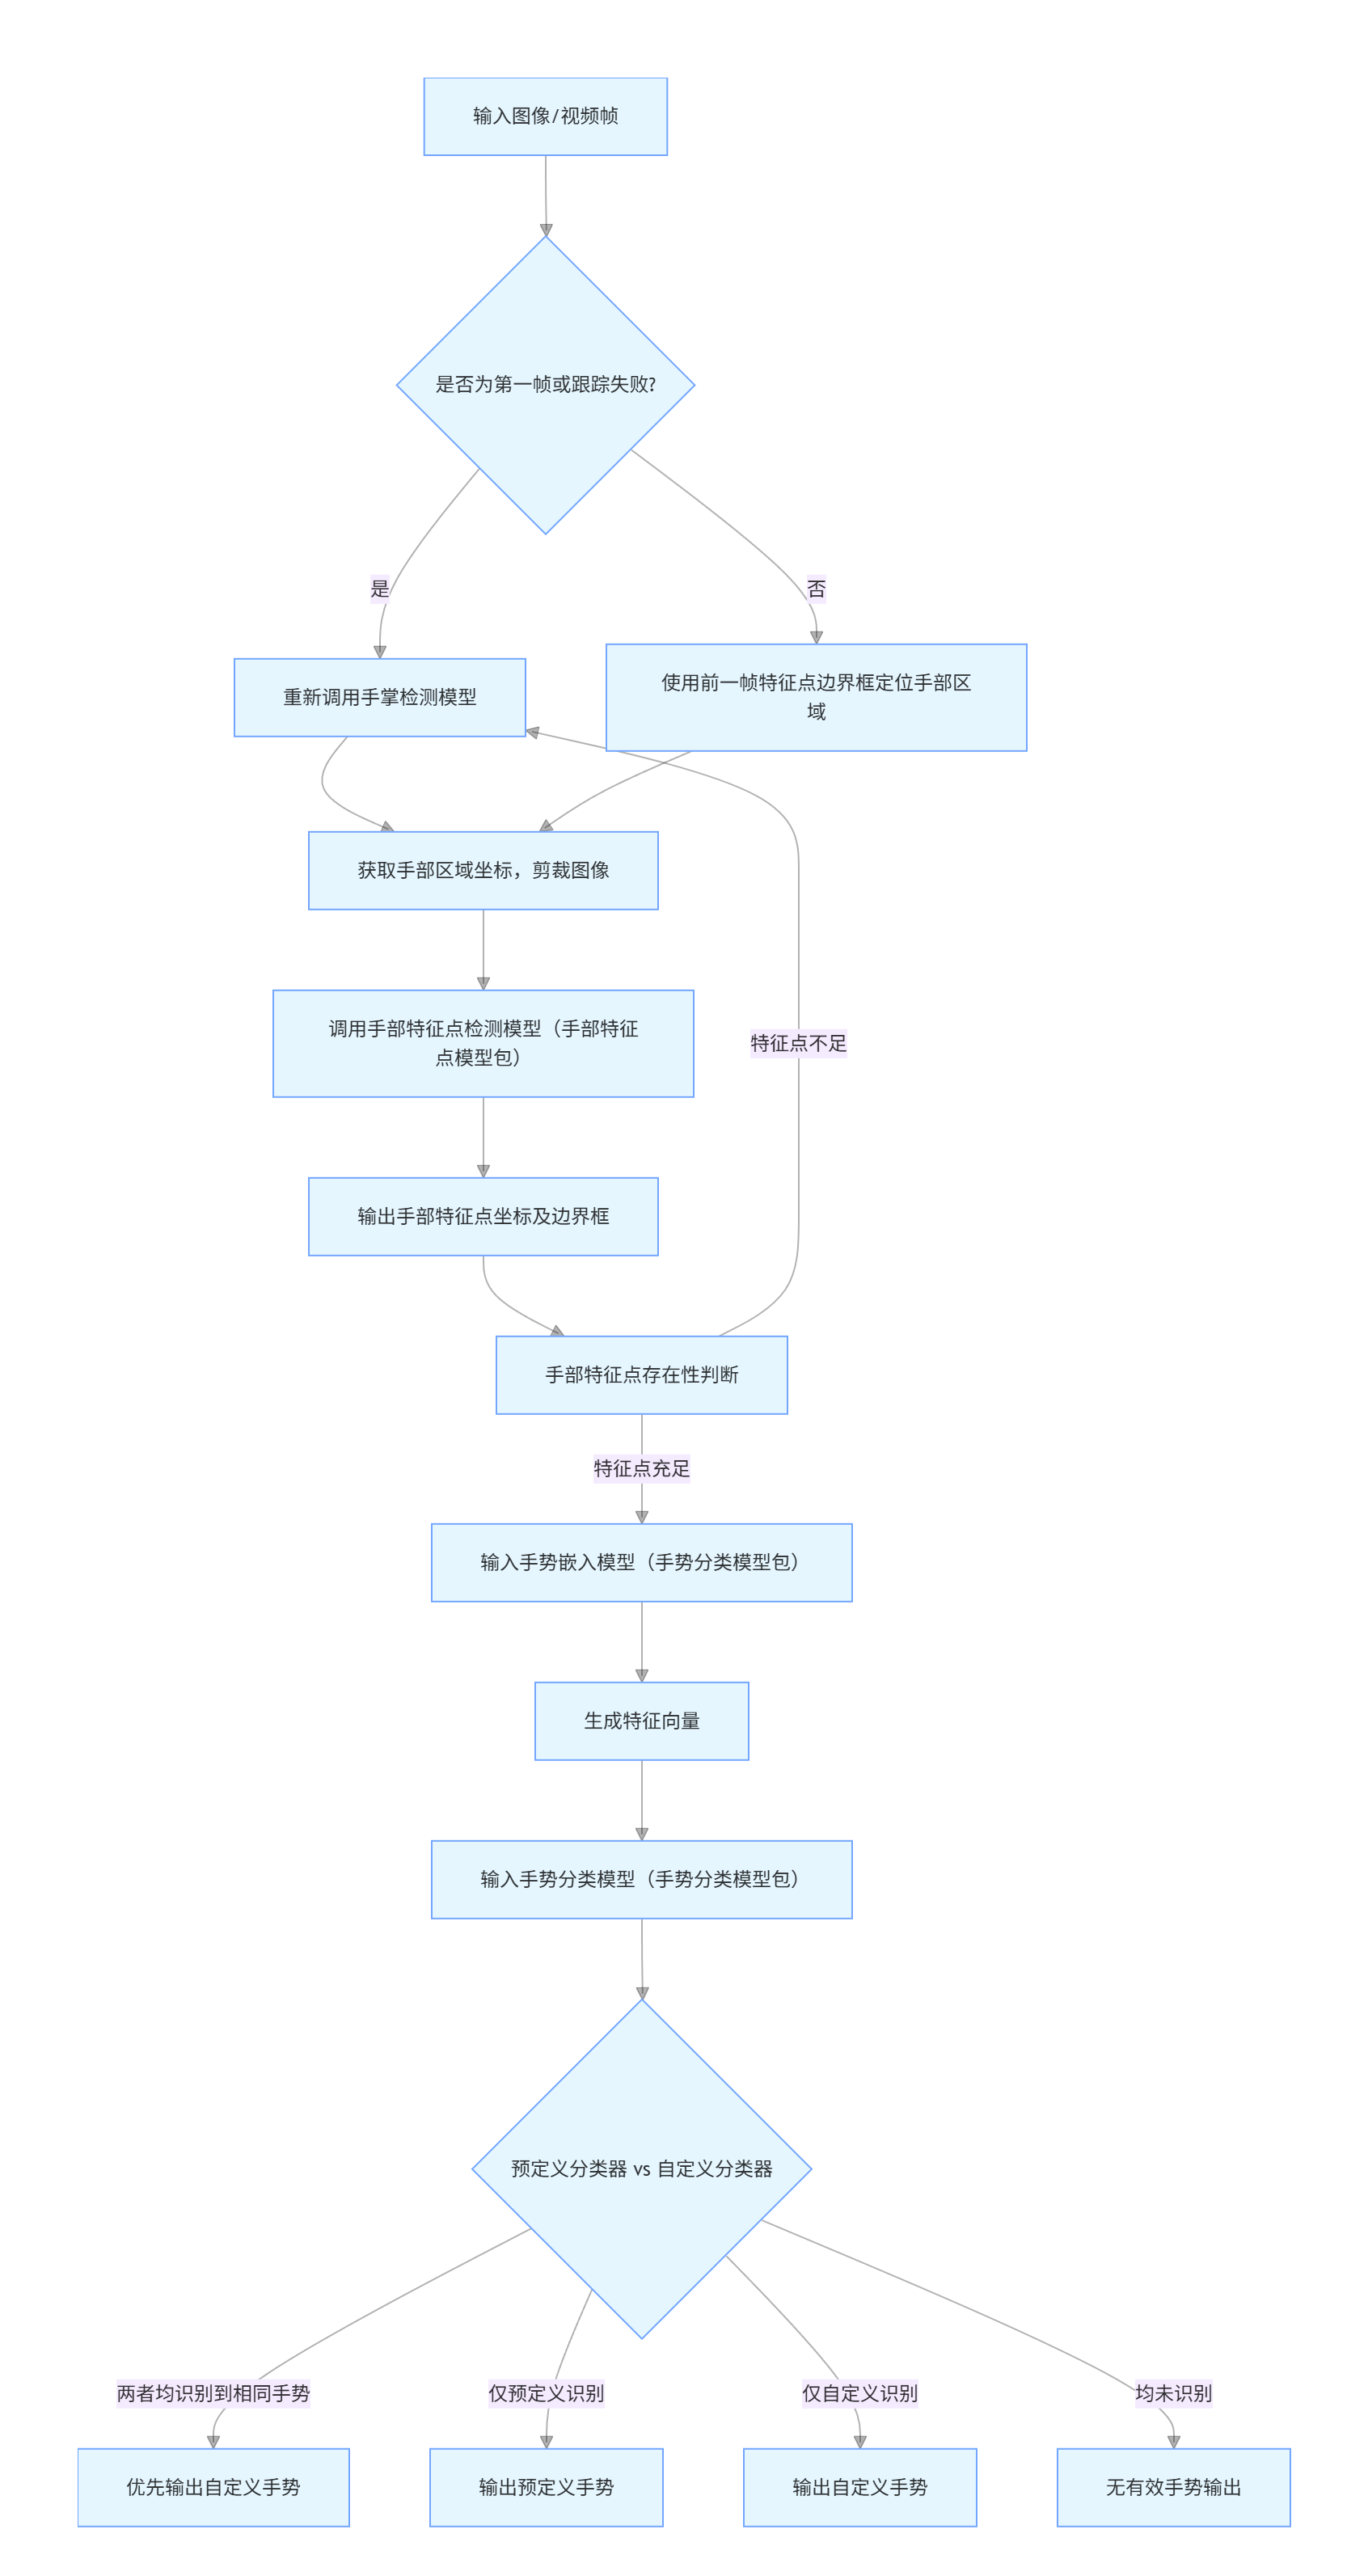 输入图像/视频帧
是否为第一帧或跟踪失败?
是
否
重新调用手掌检测模型
使用前一帧特征点边界框定位手部区
域
获取手部区域坐标，剪裁图像
调用手部特征点检测模型（手部特征
点模型包）
特征点不足
输出手部特征点坐标及边界框
手部特征点存在性判断
特征点充足
输入手势嵌入模型（手势分类模型包）
生成特征向量
输入手势分类模型（手势分类模型包）
预定义分类器 vs 自定义分类器
两者均识别到相同手势
仅预定义识别
仅自定义识别
均未识别
优先输出自定义手势
输出预定义手势
输出自定义手势
无有效手势输出